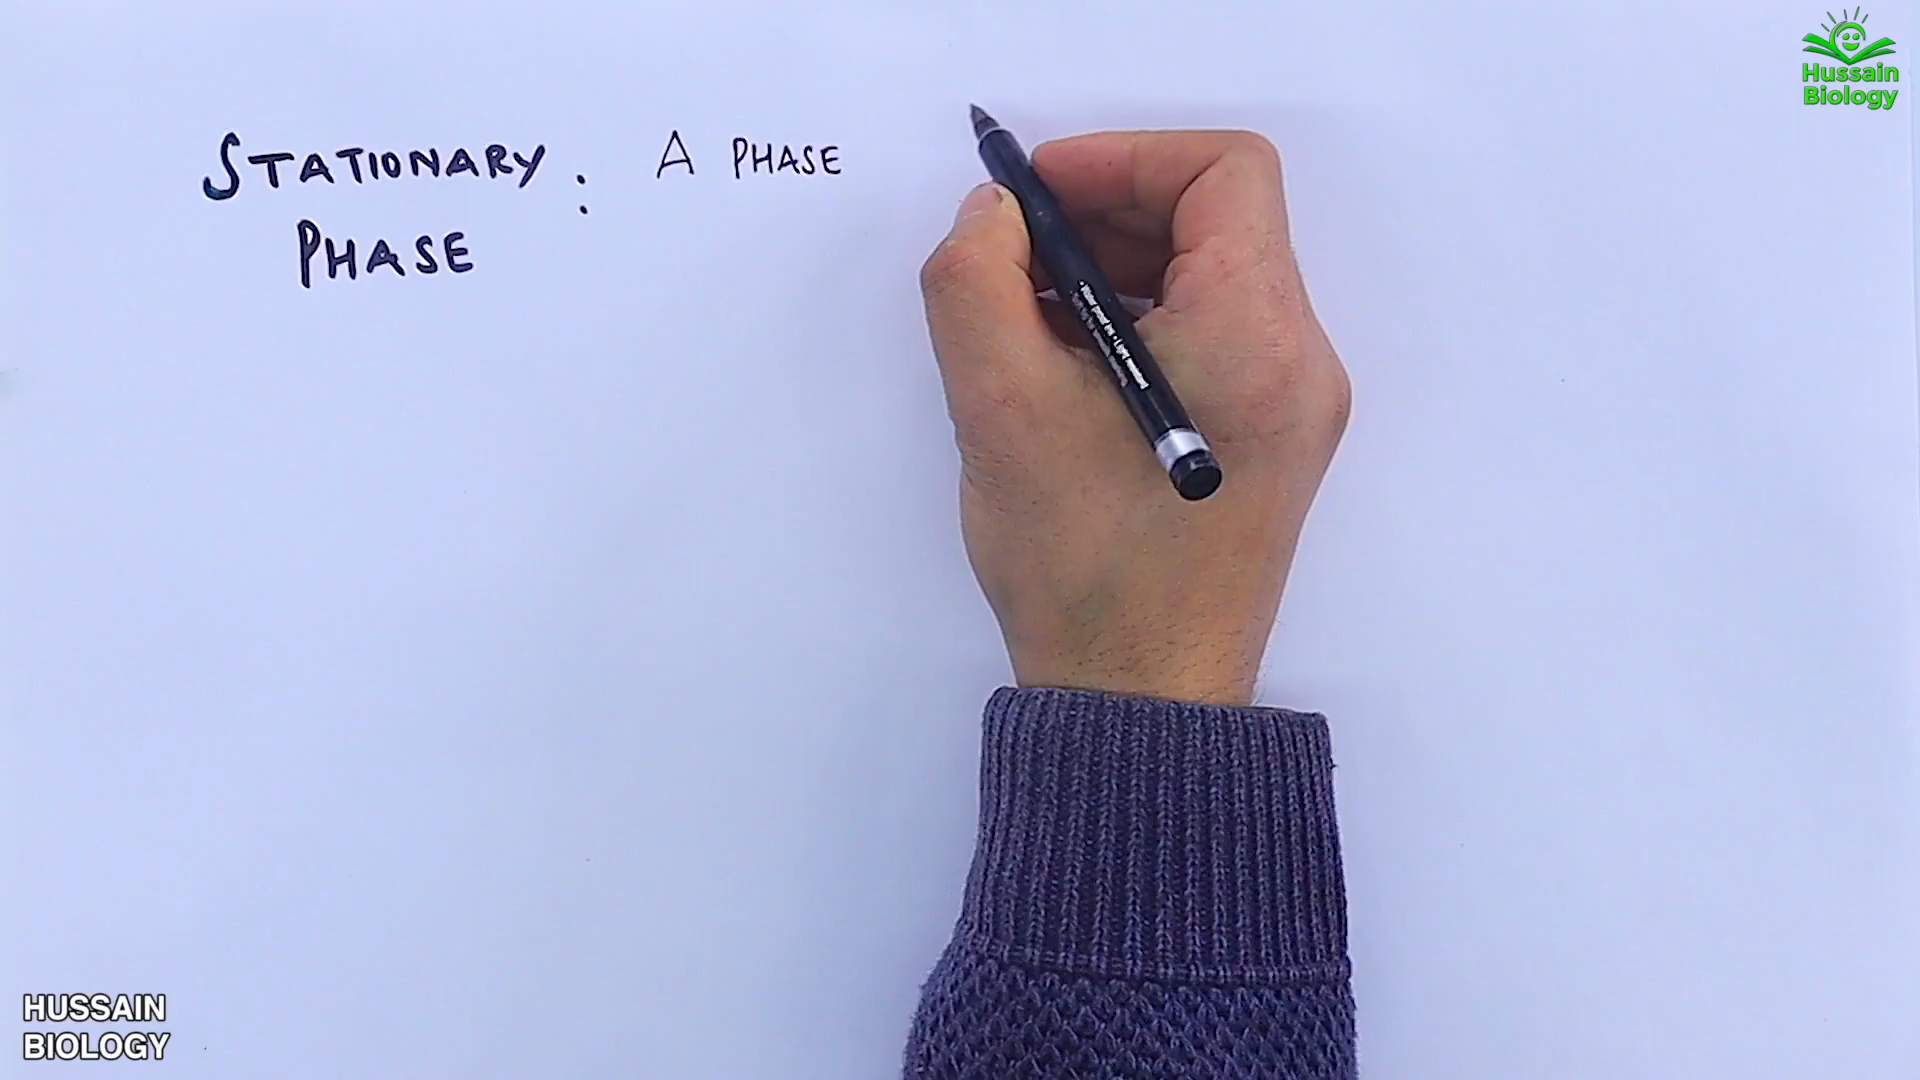 STATIONARY : A PHASE
PHASE
Hussain
Biology
HUSSAIN
BIOLOGY